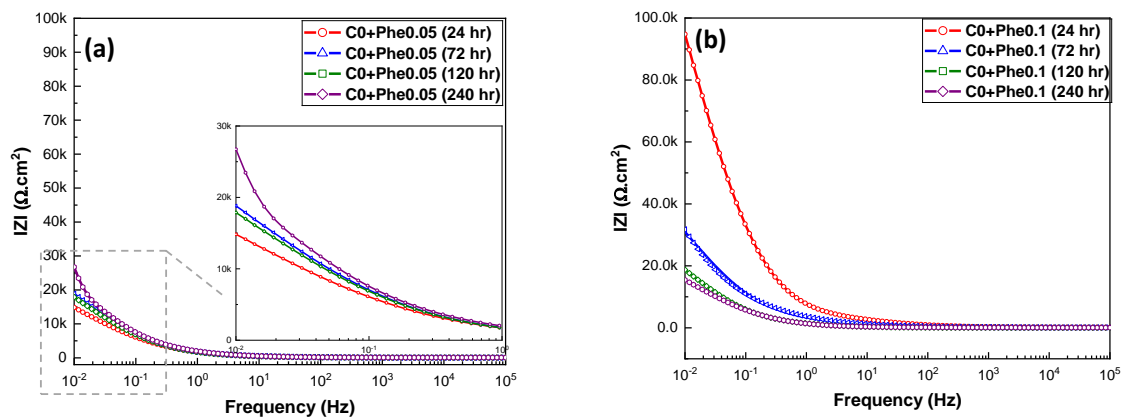 (a)
C0+Phe0.05 (24 hr)
C0+Phe0.05 (72 hr)
C0+Phe0.05 (120 hr)
C0+Phe0.05 (240 hr)
100k
90k
80k
70k
60k
50k
40k
30k
20k
10k
0
IZI (Ω.cm²)
10⁻² 10⁻¹ 10⁰ 10¹ 10² 10³ 10⁴ 10⁵
Frequency (Hz)
30k
20k
10k
0
10⁻² 10⁻¹ 10⁰
(b)
C0+Phe0.1 (24 hr)
C0+Phe0.1 (72 hr)
C0+Phe0.1 (120 hr)
C0+Phe0.1 (240 hr)
100.0k
80.0k
60.0k
40.0k
20.0k
0.0
IZI (Ω.cm²)
10⁻² 10⁻¹ 10⁰ 10¹ 10² 10³ 10⁴ 10⁵
Frequency (Hz)